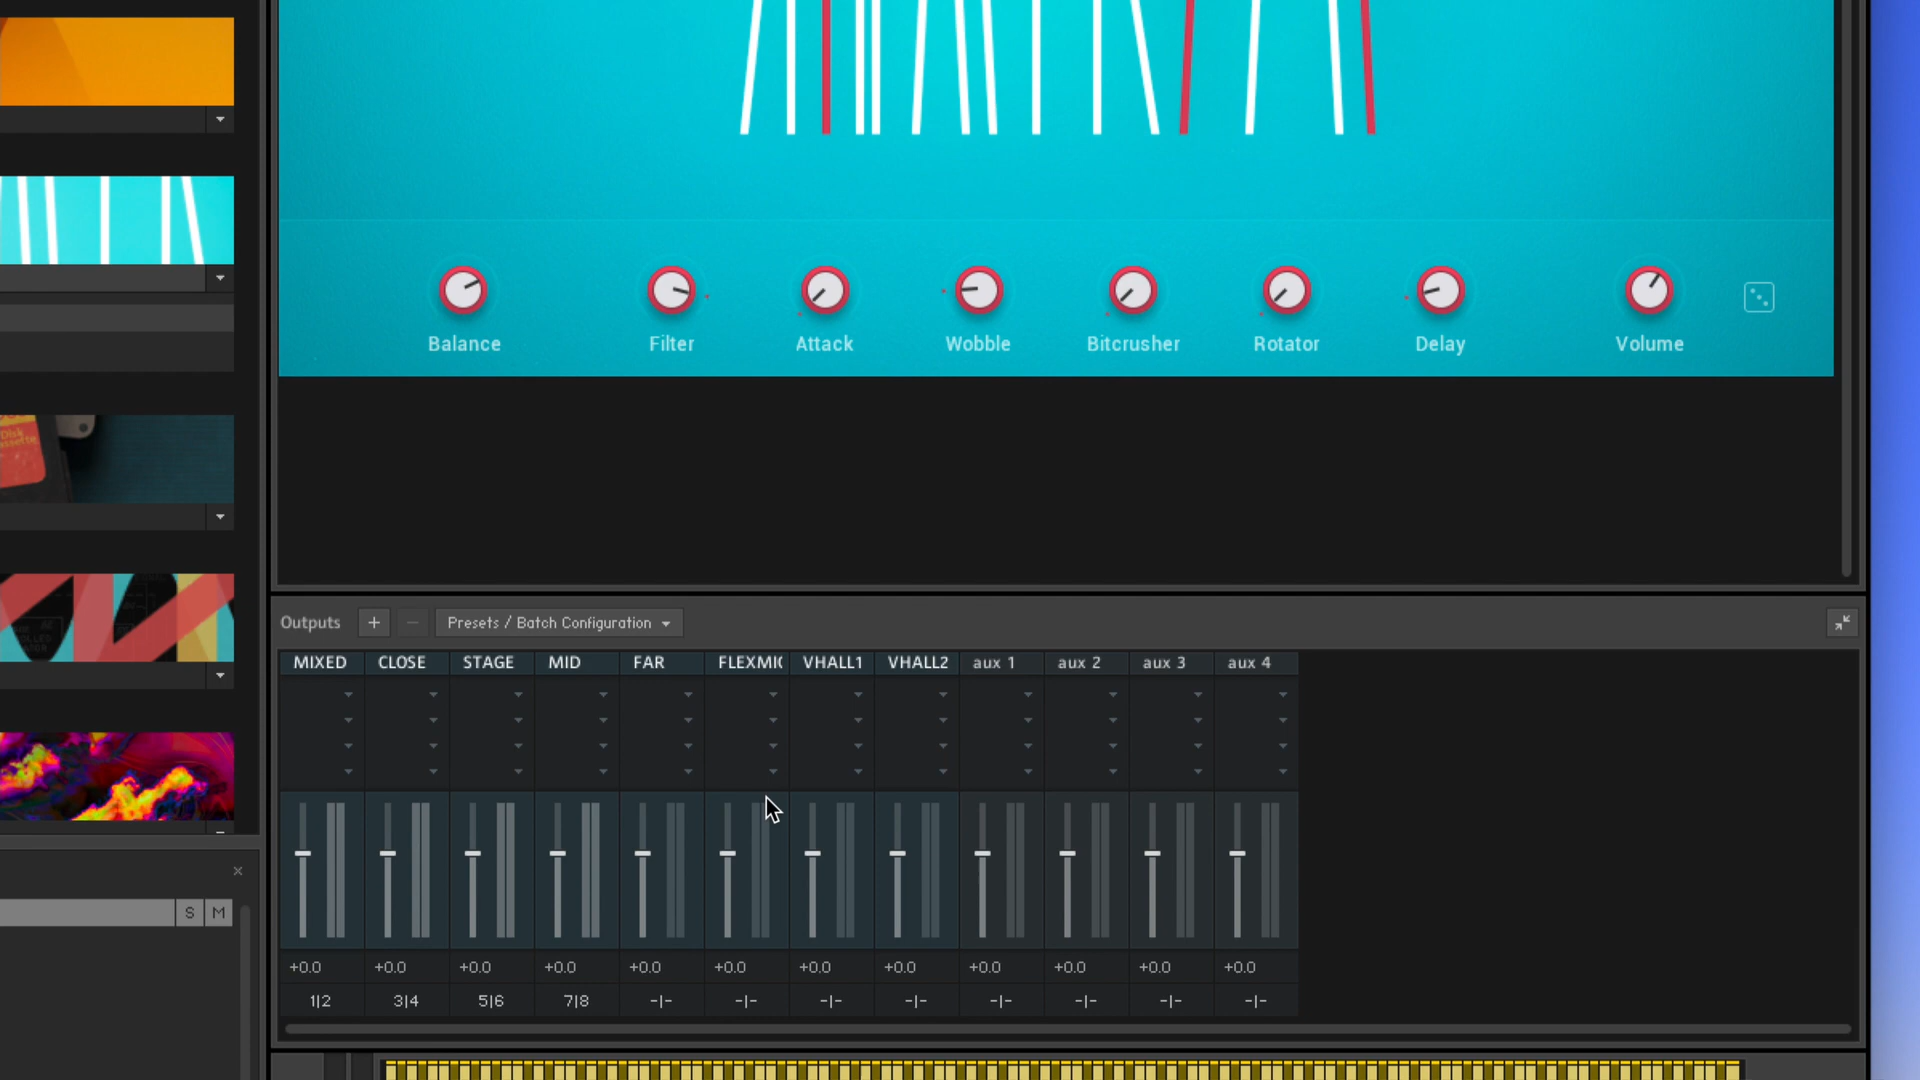 Disk
Balance Filter Attack Wobble Bitcrusher Rotator Delay Volume
Outputs + − Presets / Batch Configuration
MIXED CLOSE STAGE MID FAR FLEXMIC VHALL1 VHALL2 aux 1 aux 2 aux 3 aux 4
S M
+0.0 +0.0 +0.0 +0.0 +0.0 +0.0 +0.0 +0.0 +0.0 +0.0 +0.0 +0.0
1|2 3|4 5|6 7|8 -|- -|- -|- -|- -|- -|- -|- -|-